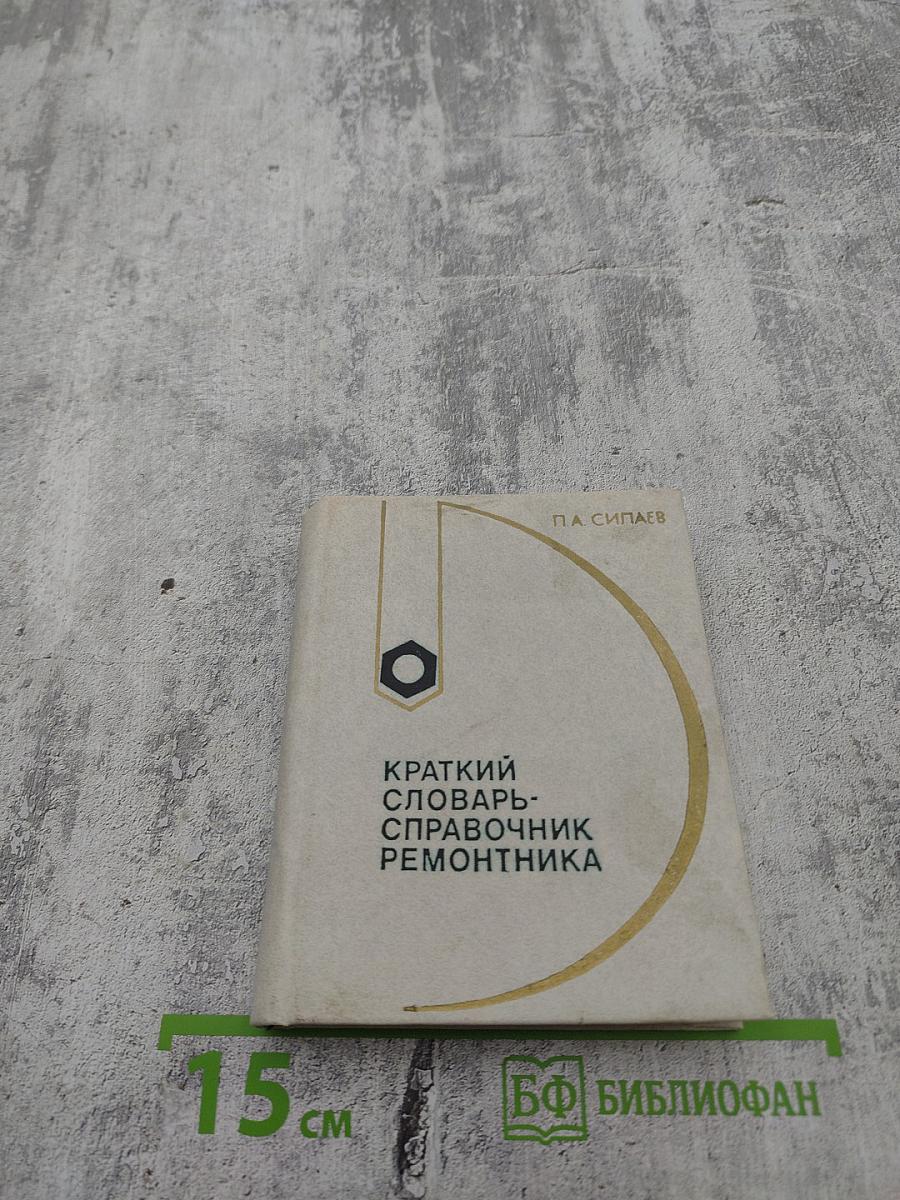 П.А. СИПАЕВ
КРАТКИЙ
СЛОВАРЬ-
СПРАВОЧНИК
РЕМОНТНИКА
15 см
БФ БИБЛИОФАН